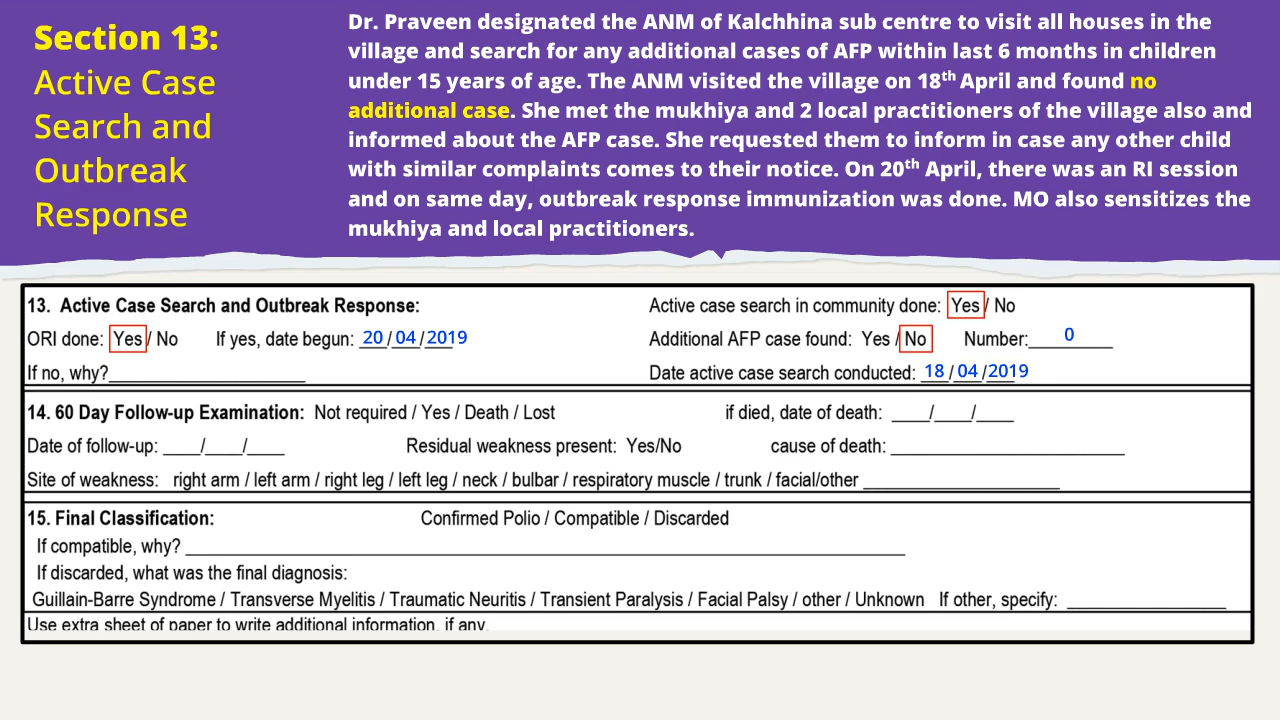 Section 13:
Active Case
Search and
Outbreak
Response
Dr. Praveen designated the ANM of Kalchhina sub centre to visit all houses in the
village and search for any additional cases of AFP within last 6 months in children
under 15 years of age. The ANM visited the village on 18th April and found no
additional case. She met the mukhiya and 2 local practitioners of the village also and
informed about the AFP case. She requested them to inform in case any other child
with similar complaints comes to their notice. On 20th April, there was an RI session
and on same day, outbreak response immunization was done. MO also sensitizes the
mukhiya and local practitioners.
13. Active Case Search and Outbreak Response: Active case search in community done: Yes / No
ORI done: Yes / No If yes, date begun: 20/04/2019 Additional AFP case found: Yes / No Number: 0
If no, why?____ Date active case search conducted: 18/04/2019
14. 60 Day Follow-up Examination: Not required / Yes / Death / Lost if died, date of death: ___/___/___
Date of follow-up: ___/___/___ Residual weakness present: Yes/No cause of death: ____
Site of weakness: right arm / left arm / right leg / left leg / neck / bulbar / respiratory muscle / trunk / facial/other ____
15. Final Classification: Confirmed Polio / Compatible / Discarded
If compatible, why? ____
If discarded, what was the final diagnosis:
Guillain-Barre Syndrome / Transverse Myelitis / Traumatic Neuritis / Transient Paralysis / Facial Palsy / other / Unknown If other, specify: ____
Use extra sheet of paper to write additional information, if any.